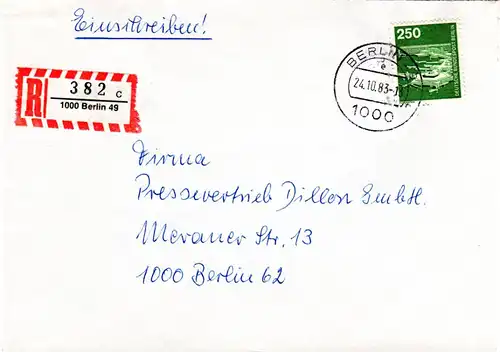 Einschreiben!
250
DEUTSCHE BUNDESPOST BERLIN
BERLIN
e
24.10.83
1000
R
382 c
1000 Berlin 49
Firma
Pressevertrieb Dillon GmbH.
Meraner Str. 13
1000 Berlin 62